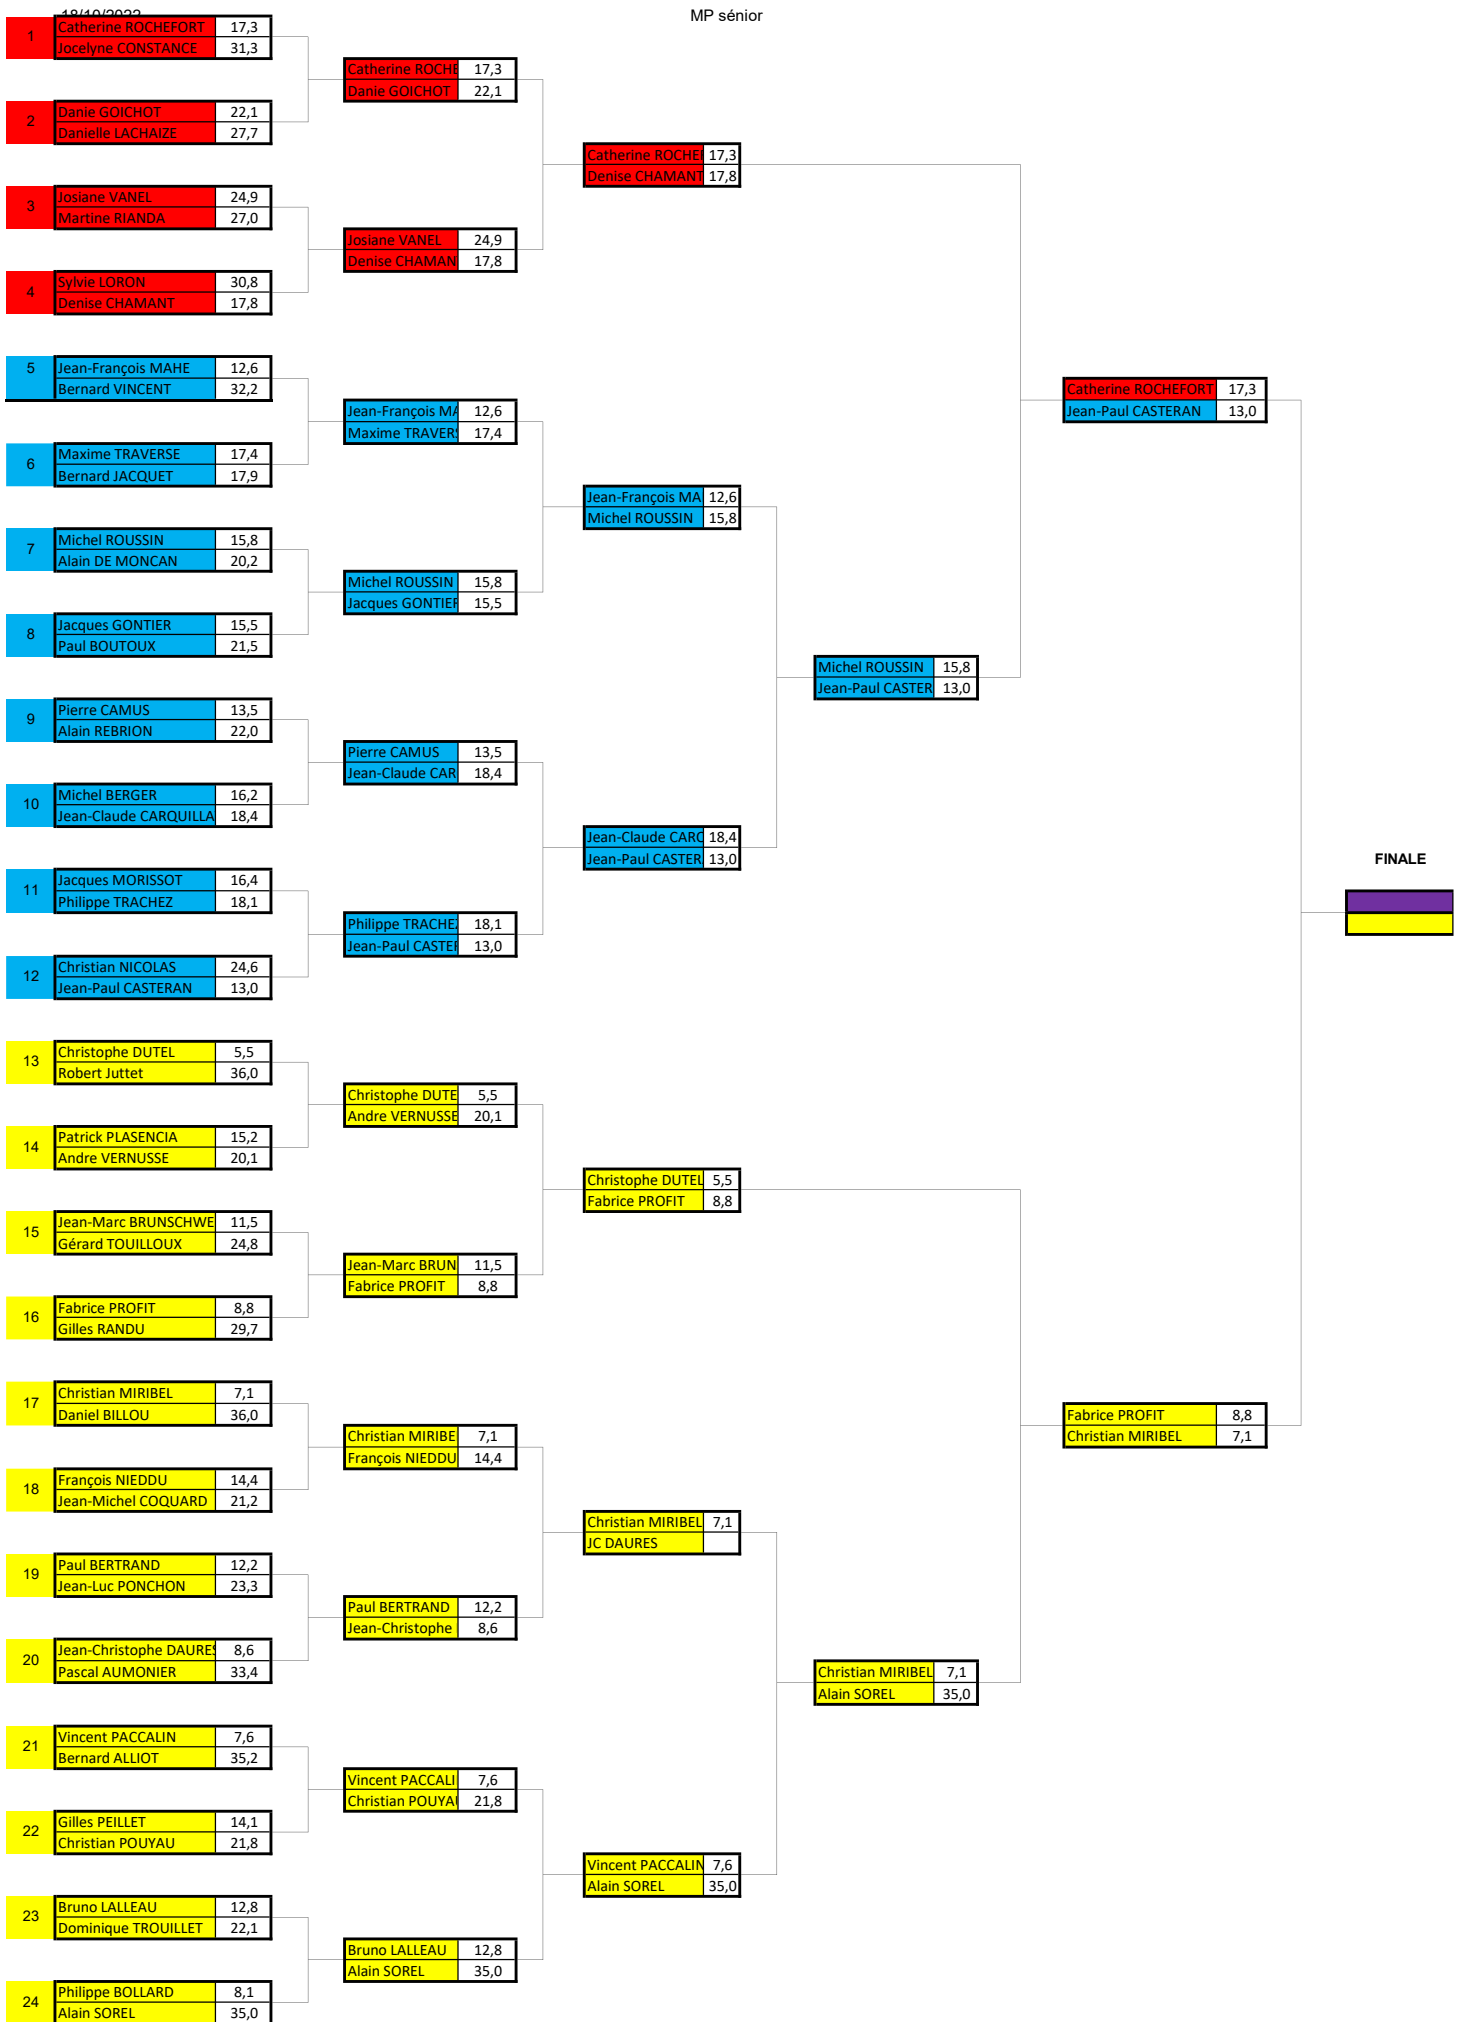 18/10/2022
MP sénior
1
Catherine ROCHEFORT 17,3
Jocelyne CONSTANCE 31,3
Catherine ROCHE 17,3
Danie GOICHOT 22,1
2
Danie GOICHOT 22,1
Danielle LACHAIZE 27,7
Catherine ROCHE 17,3
Denise CHAMANT 17,8
3
Josiane VANEL 24,9
Martine RIANDA 27,0
Josiane VANEL 24,9
Denise CHAMAN 17,8
4
Sylvie LORON 30,8
Denise CHAMANT 17,8
5
Jean-François MAHE 12,6
Bernard VINCENT 32,2
Catherine ROCHEFORT 17,3
Jean-Paul CASTERAN 13,0
Jean-François MA 12,6
Maxime TRAVERS 17,4
6
Maxime TRAVERSE 17,4
Bernard JACQUET 17,9
Jean-François MA 12,6
Michel ROUSSIN 15,8
7
Michel ROUSSIN 15,8
Alain DE MONCAN 20,2
Michel ROUSSIN 15,8
Jacques GONTIER 15,5
8
Jacques GONTIER 15,5
Paul BOUTOUX 21,5
Michel ROUSSIN 15,8
Jean-Paul CASTER 13,0
9
Pierre CAMUS 13,5
Alain REBRION 22,0
Pierre CAMUS 13,5
Jean-Claude CAR 18,4
10
Michel BERGER 16,2
Jean-Claude CARQUILLA 18,4
Jean-Claude CARQ 18,4
Jean-Paul CASTER 13,0
FINALE
11
Jacques MORISSOT 16,4
Philippe TRACHEZ 18,1
Philippe TRACHEZ 18,1
Jean-Paul CASTER 13,0
12
Christian NICOLAS 24,6
Jean-Paul CASTERAN 13,0
13
Christophe DUTEL 5,5
Robert Juttet 36,0
Christophe DUTE 5,5
Andre VERNUSSE 20,1
14
Patrick PLASENCIA 15,2
Andre VERNUSSE 20,1
Christophe DUTEL 5,5
Fabrice PROFIT 8,8
15
Jean-Marc BRUNSCHWE 11,5
Gérard TOUILLOUX 24,8
Jean-Marc BRUN 11,5
Fabrice PROFIT 8,8
16
Fabrice PROFIT 8,8
Gilles RANDU 29,7
17
Christian MIRIBEL 7,1
Daniel BILLOU 36,0
Fabrice PROFIT 8,8
Christian MIRIBEL 7,1
Christian MIRIBE 7,1
François NIEDDU 14,4
18
François NIEDDU 14,4
Jean-Michel COQUARD 21,2
Christian MIRIBEL 7,1
JC DAURES
19
Paul BERTRAND 12,2
Jean-Luc PONCHON 23,3
Paul BERTRAND 12,2
Jean-Christophe 8,6
20
Jean-Christophe DAURES 8,6
Pascal AUMONIER 33,4
Christian MIRIBEL 7,1
Alain SOREL 35,0
21
Vincent PACCALIN 7,6
Bernard ALLIOT 35,2
Vincent PACCALI 7,6
Christian POUYAU 21,8
22
Gilles PEILLET 14,1
Christian POUYAU 21,8
Vincent PACCALIN 7,6
Alain SOREL 35,0
23
Bruno LALLEAU 12,8
Dominique TROUILLET 22,1
Bruno LALLEAU 12,8
Alain SOREL 35,0
24
Philippe BOLLARD 8,1
Alain SOREL 35,0